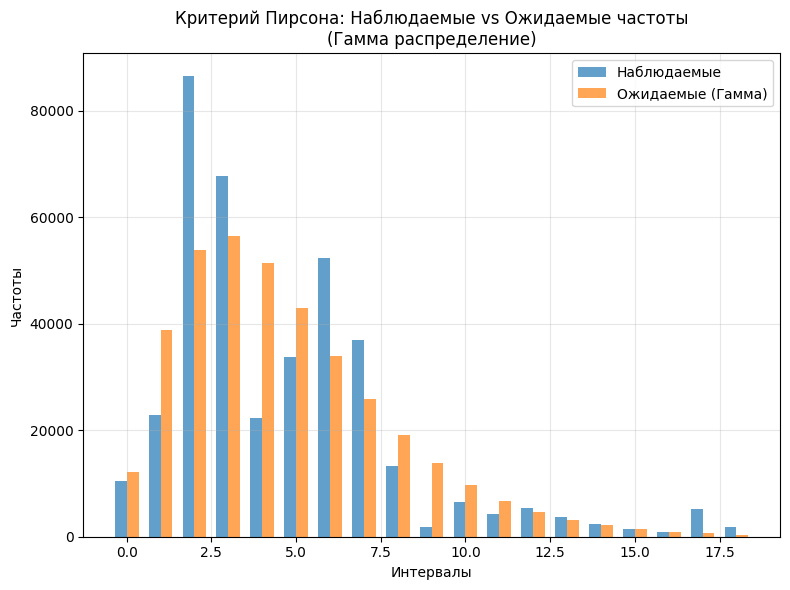 Критерий Пирсона: Наблюдаемые vs Ожидаемые частоты
(Гамма распределение)
Наблюдаемые
Ожидаемые (Гамма)
Частоты
80000
60000
40000
20000
0
0.0
2.5
5.0
7.5
10.0
12.5
15.0
17.5
Интервалы